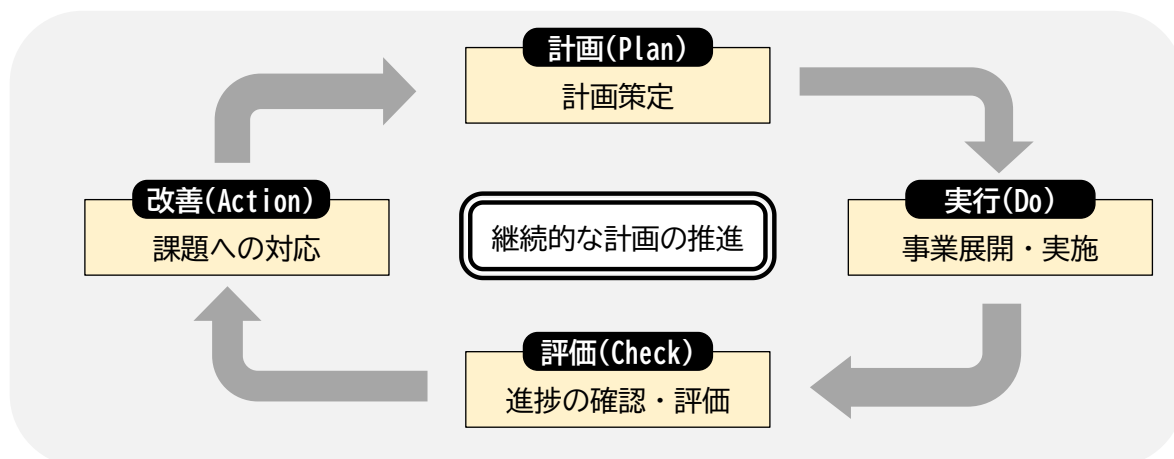 計画(Plan)
計画策定
改善(Action)
課題への対応
継続的な計画の推進
実行(Do)
事業展開・実施
評価(Check)
進捗の確認・評価